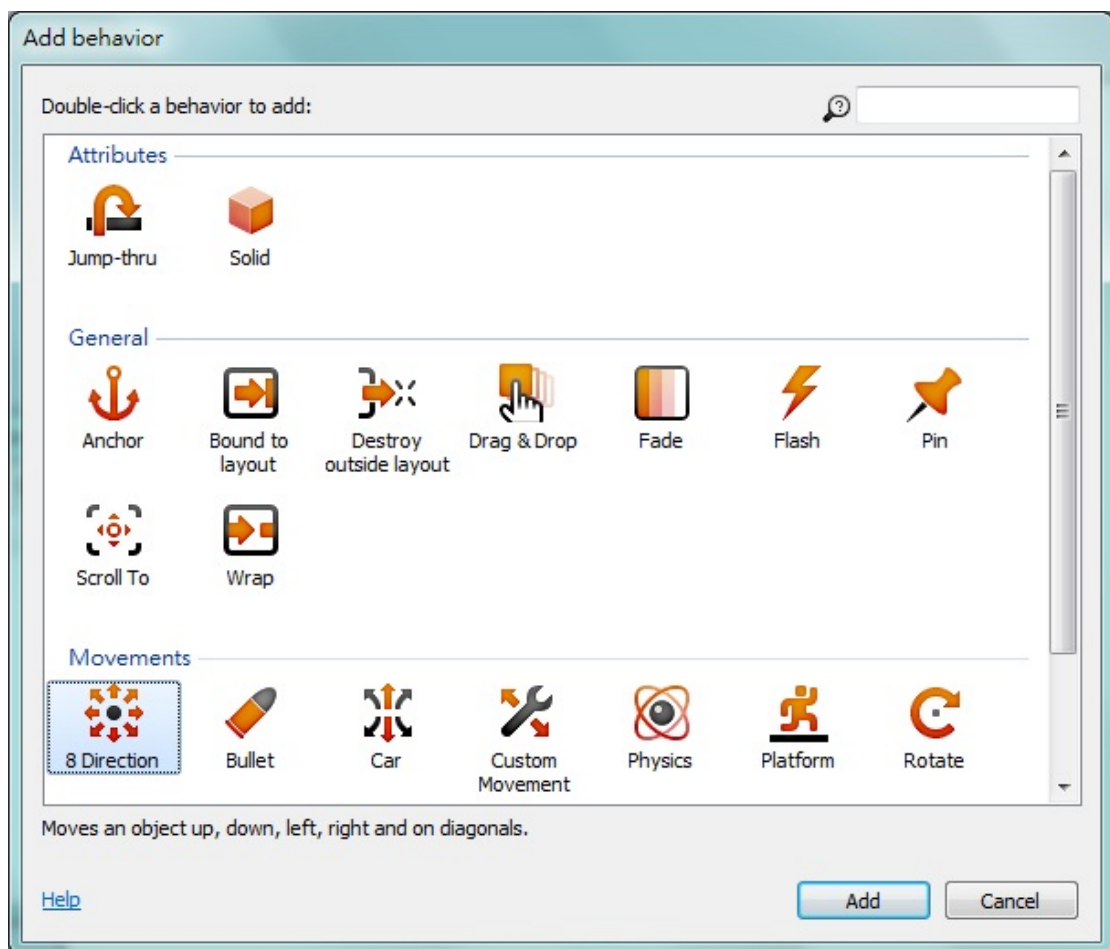 Add behavior
Double-click a behavior to add:
Attributes
Jump-thru
Solid
General
Anchor
Bound to
layout
Destroy
outside layout
Drag & Drop
Fade
Flash
Pin
Scroll To
Wrap
Movements
8 Direction
Bullet
Car
Custom
Movement
Physics
Platform
Rotate
Moves an object up, down, left, right and on diagonals.
Help
Add
Cancel